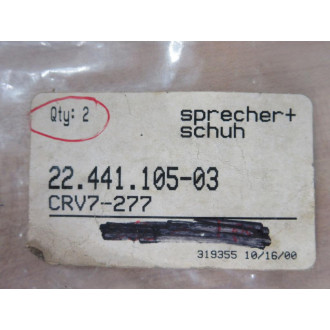 Qty: 2
sprecher+
schuh
22.441.105-03
CRV7-277
319355 10/16/00